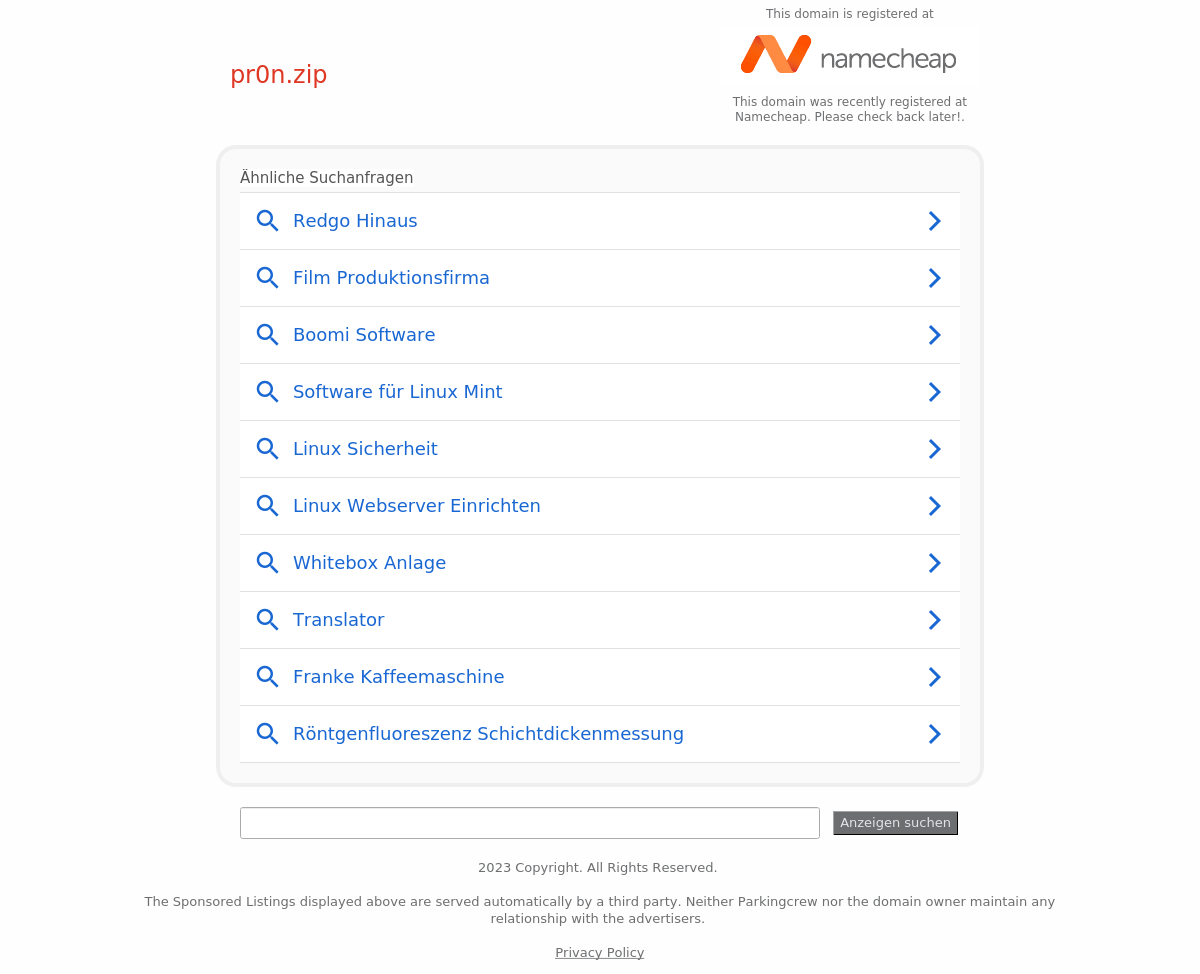 This domain is registered at
namecheap
pr0n.zip
This domain was recently registered at
Namecheap. Please check back later!.
Ähnliche Suchanfragen
Redgo Hinaus
Film Produktionsfirma
Boomi Software
Software für Linux Mint
Linux Sicherheit
Linux Webserver Einrichten
Whitebox Anlage
Translator
Franke Kaffeemaschine
Röntgenfluoreszenz Schichtdickenmessung
Anzeigen suchen
2023 Copyright. All Rights Reserved.
The Sponsored Listings displayed above are served automatically by a third party. Neither Parkingcrew nor the domain owner maintain any
relationship with the advertisers.
Privacy Policy